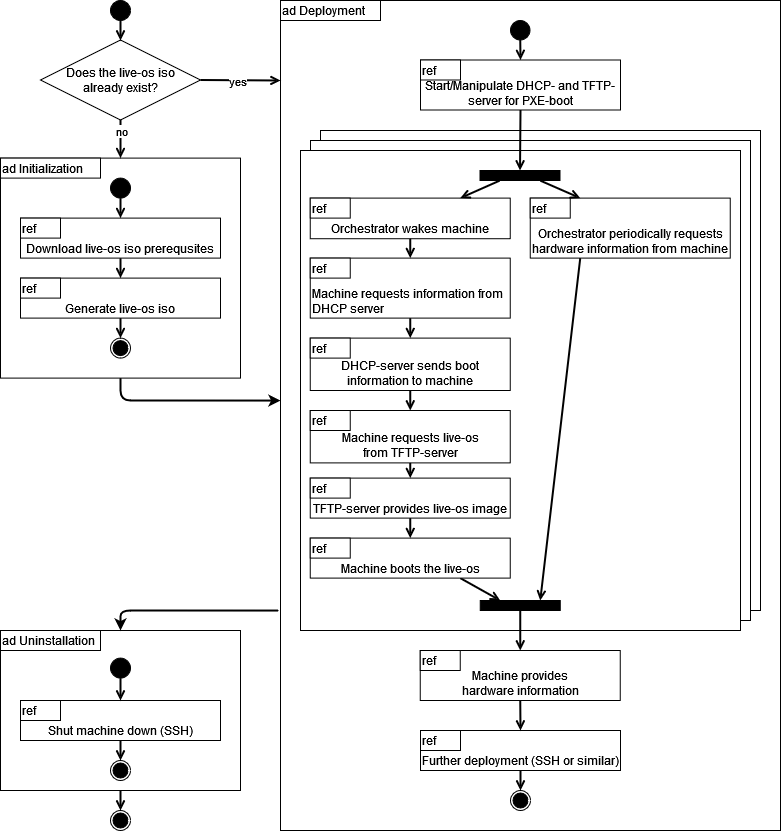 ad Deployment
Does the live-os iso
already exist?
yes
no
ref
Start/Manipulate DHCP- and TFTP-
server for PXE-boot
ad Initialization
ref
Download live-os iso prerequsites
ref
Generate live-os iso
ref
Orchestrator wakes machine
ref
Orchestrator periodically requests
hardware information from machine
ref
Machine requests information from
DHCP server
ref
DHCP-server sends boot
information to machine
ref
Machine requests live-os
from TFTP-server
ref
TFTP-server provides live-os image
ref
Machine boots the live-os
ad Uninstallation
ref
Shut machine down (SSH)
ref
Machine provides
hardware information
ref
Further deployment (SSH or similar)